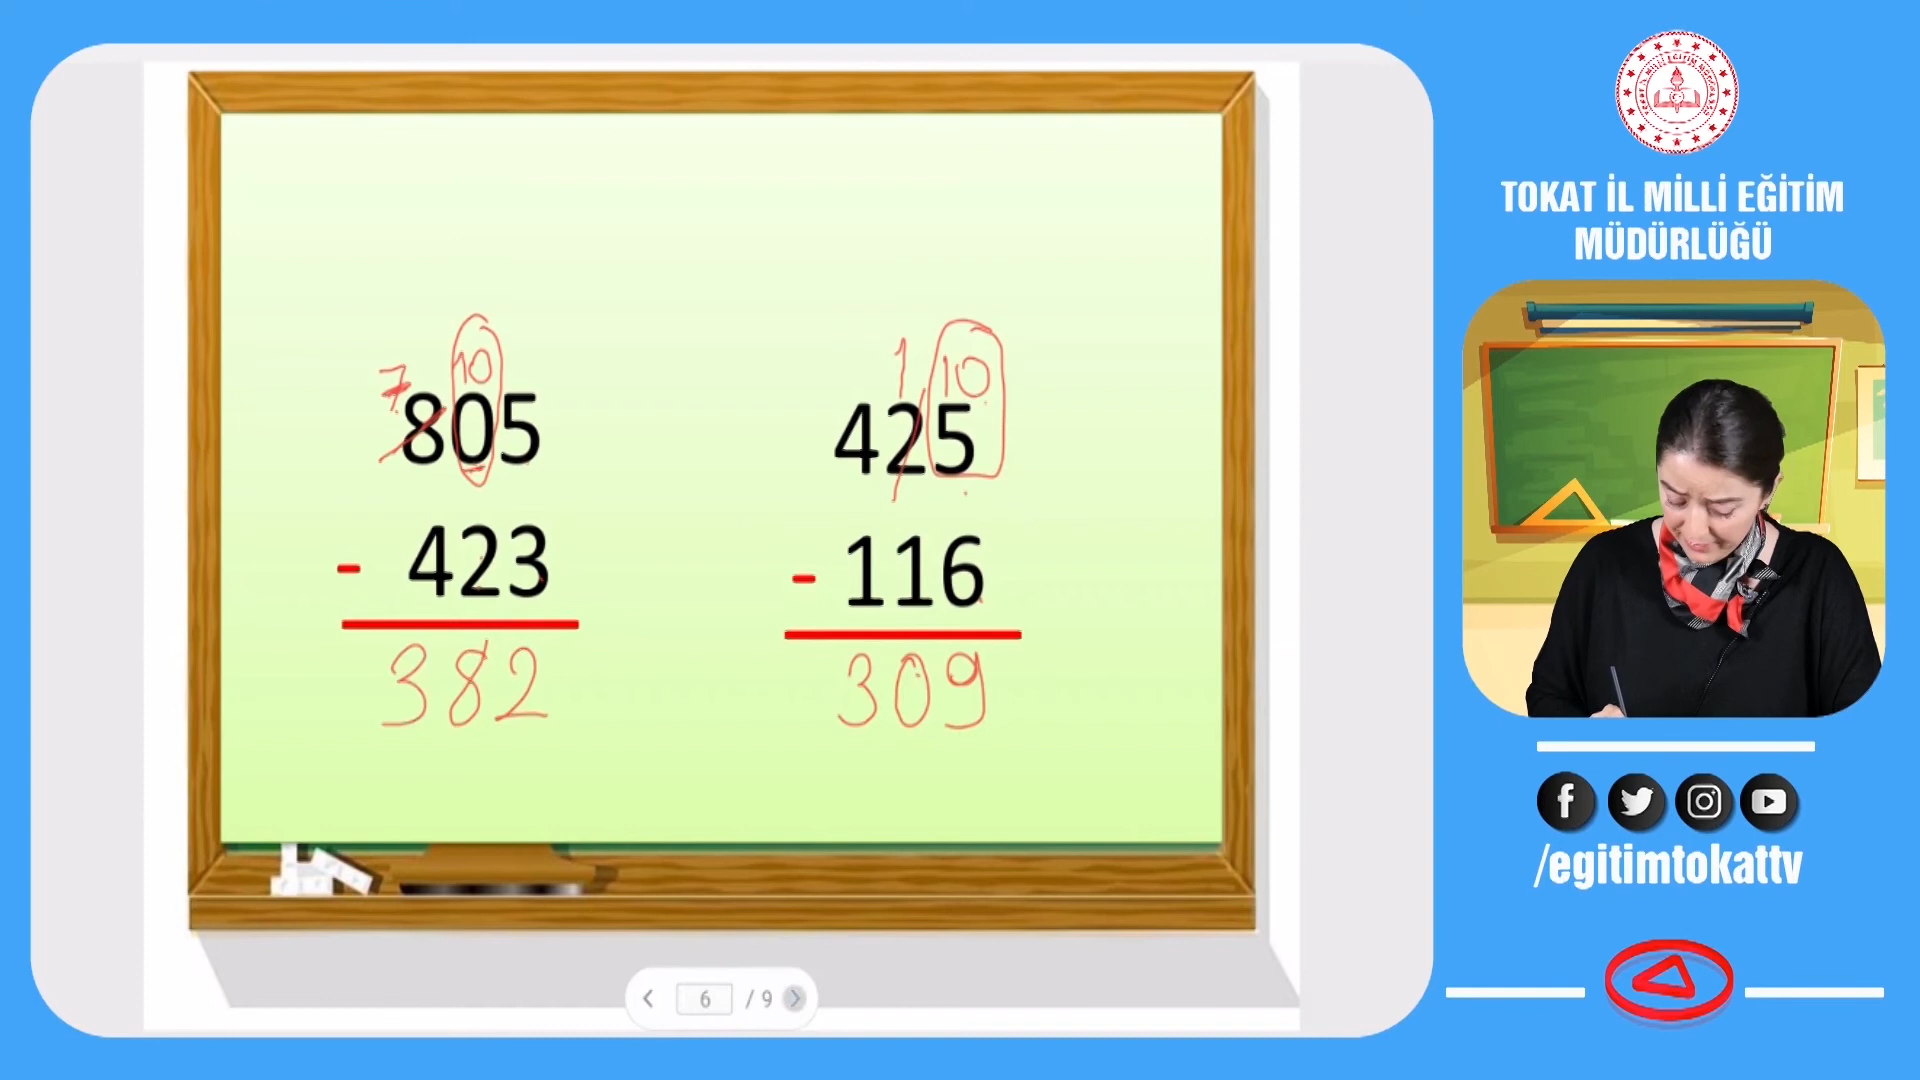 7 10
805
- 423
382
1 10
425
- 116
309
6 / 9
TOKAT İL MİLLİ EĞİTİM
MÜDÜRLÜĞÜ
/egitimtokattv